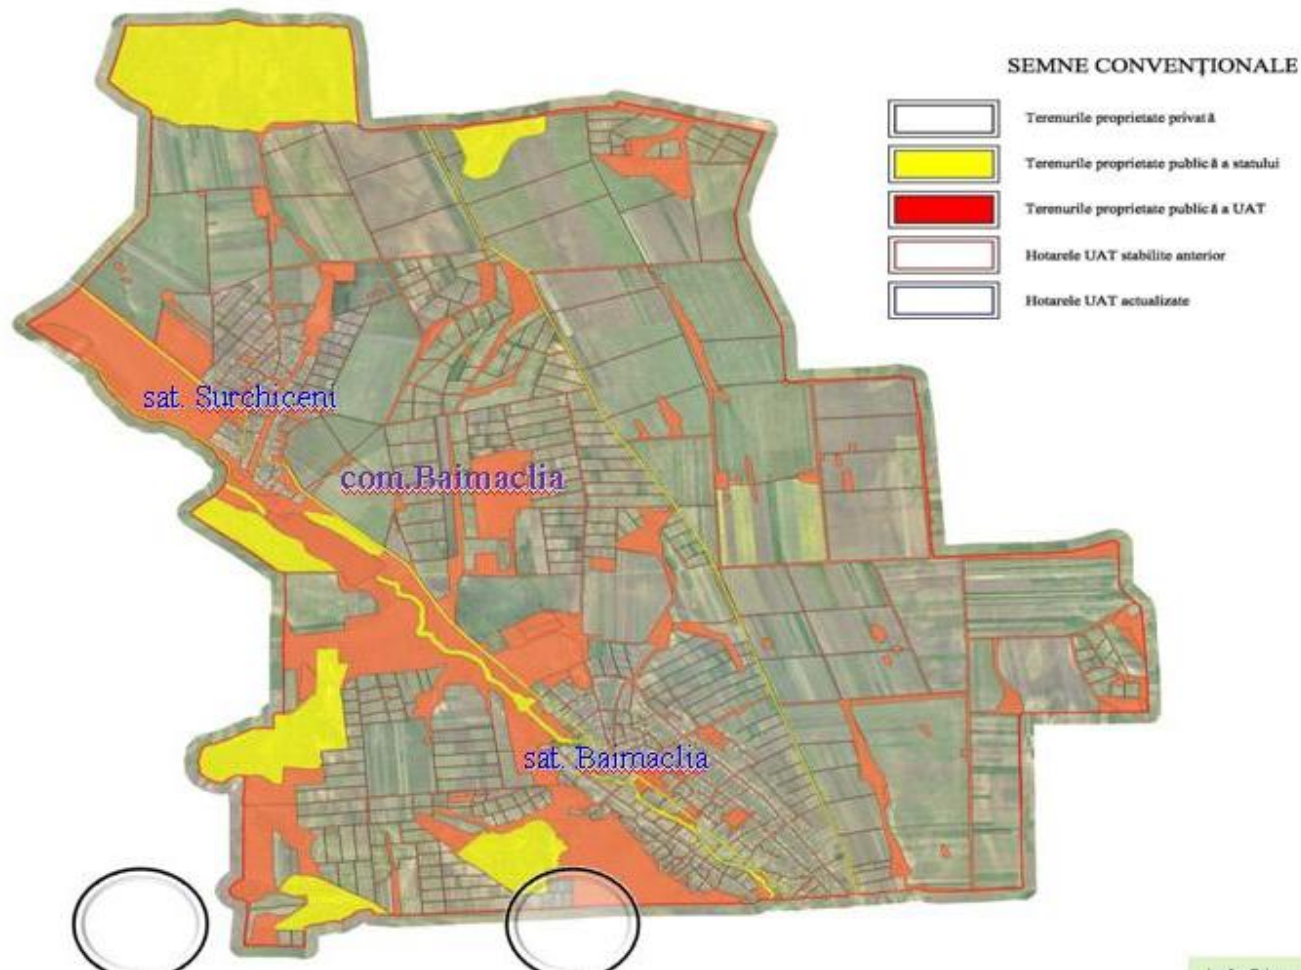 SEMNE CONVENȚIONALE
Terenurile proprietate privată
Terenurile proprietate publică a statului
Terenurile proprietate publică a UAT
Hotarele UAT stabilite anterior
Hotarele UAT actualizate
sat. Surchiceni
com.Baimaclia
sat. Baimaclia